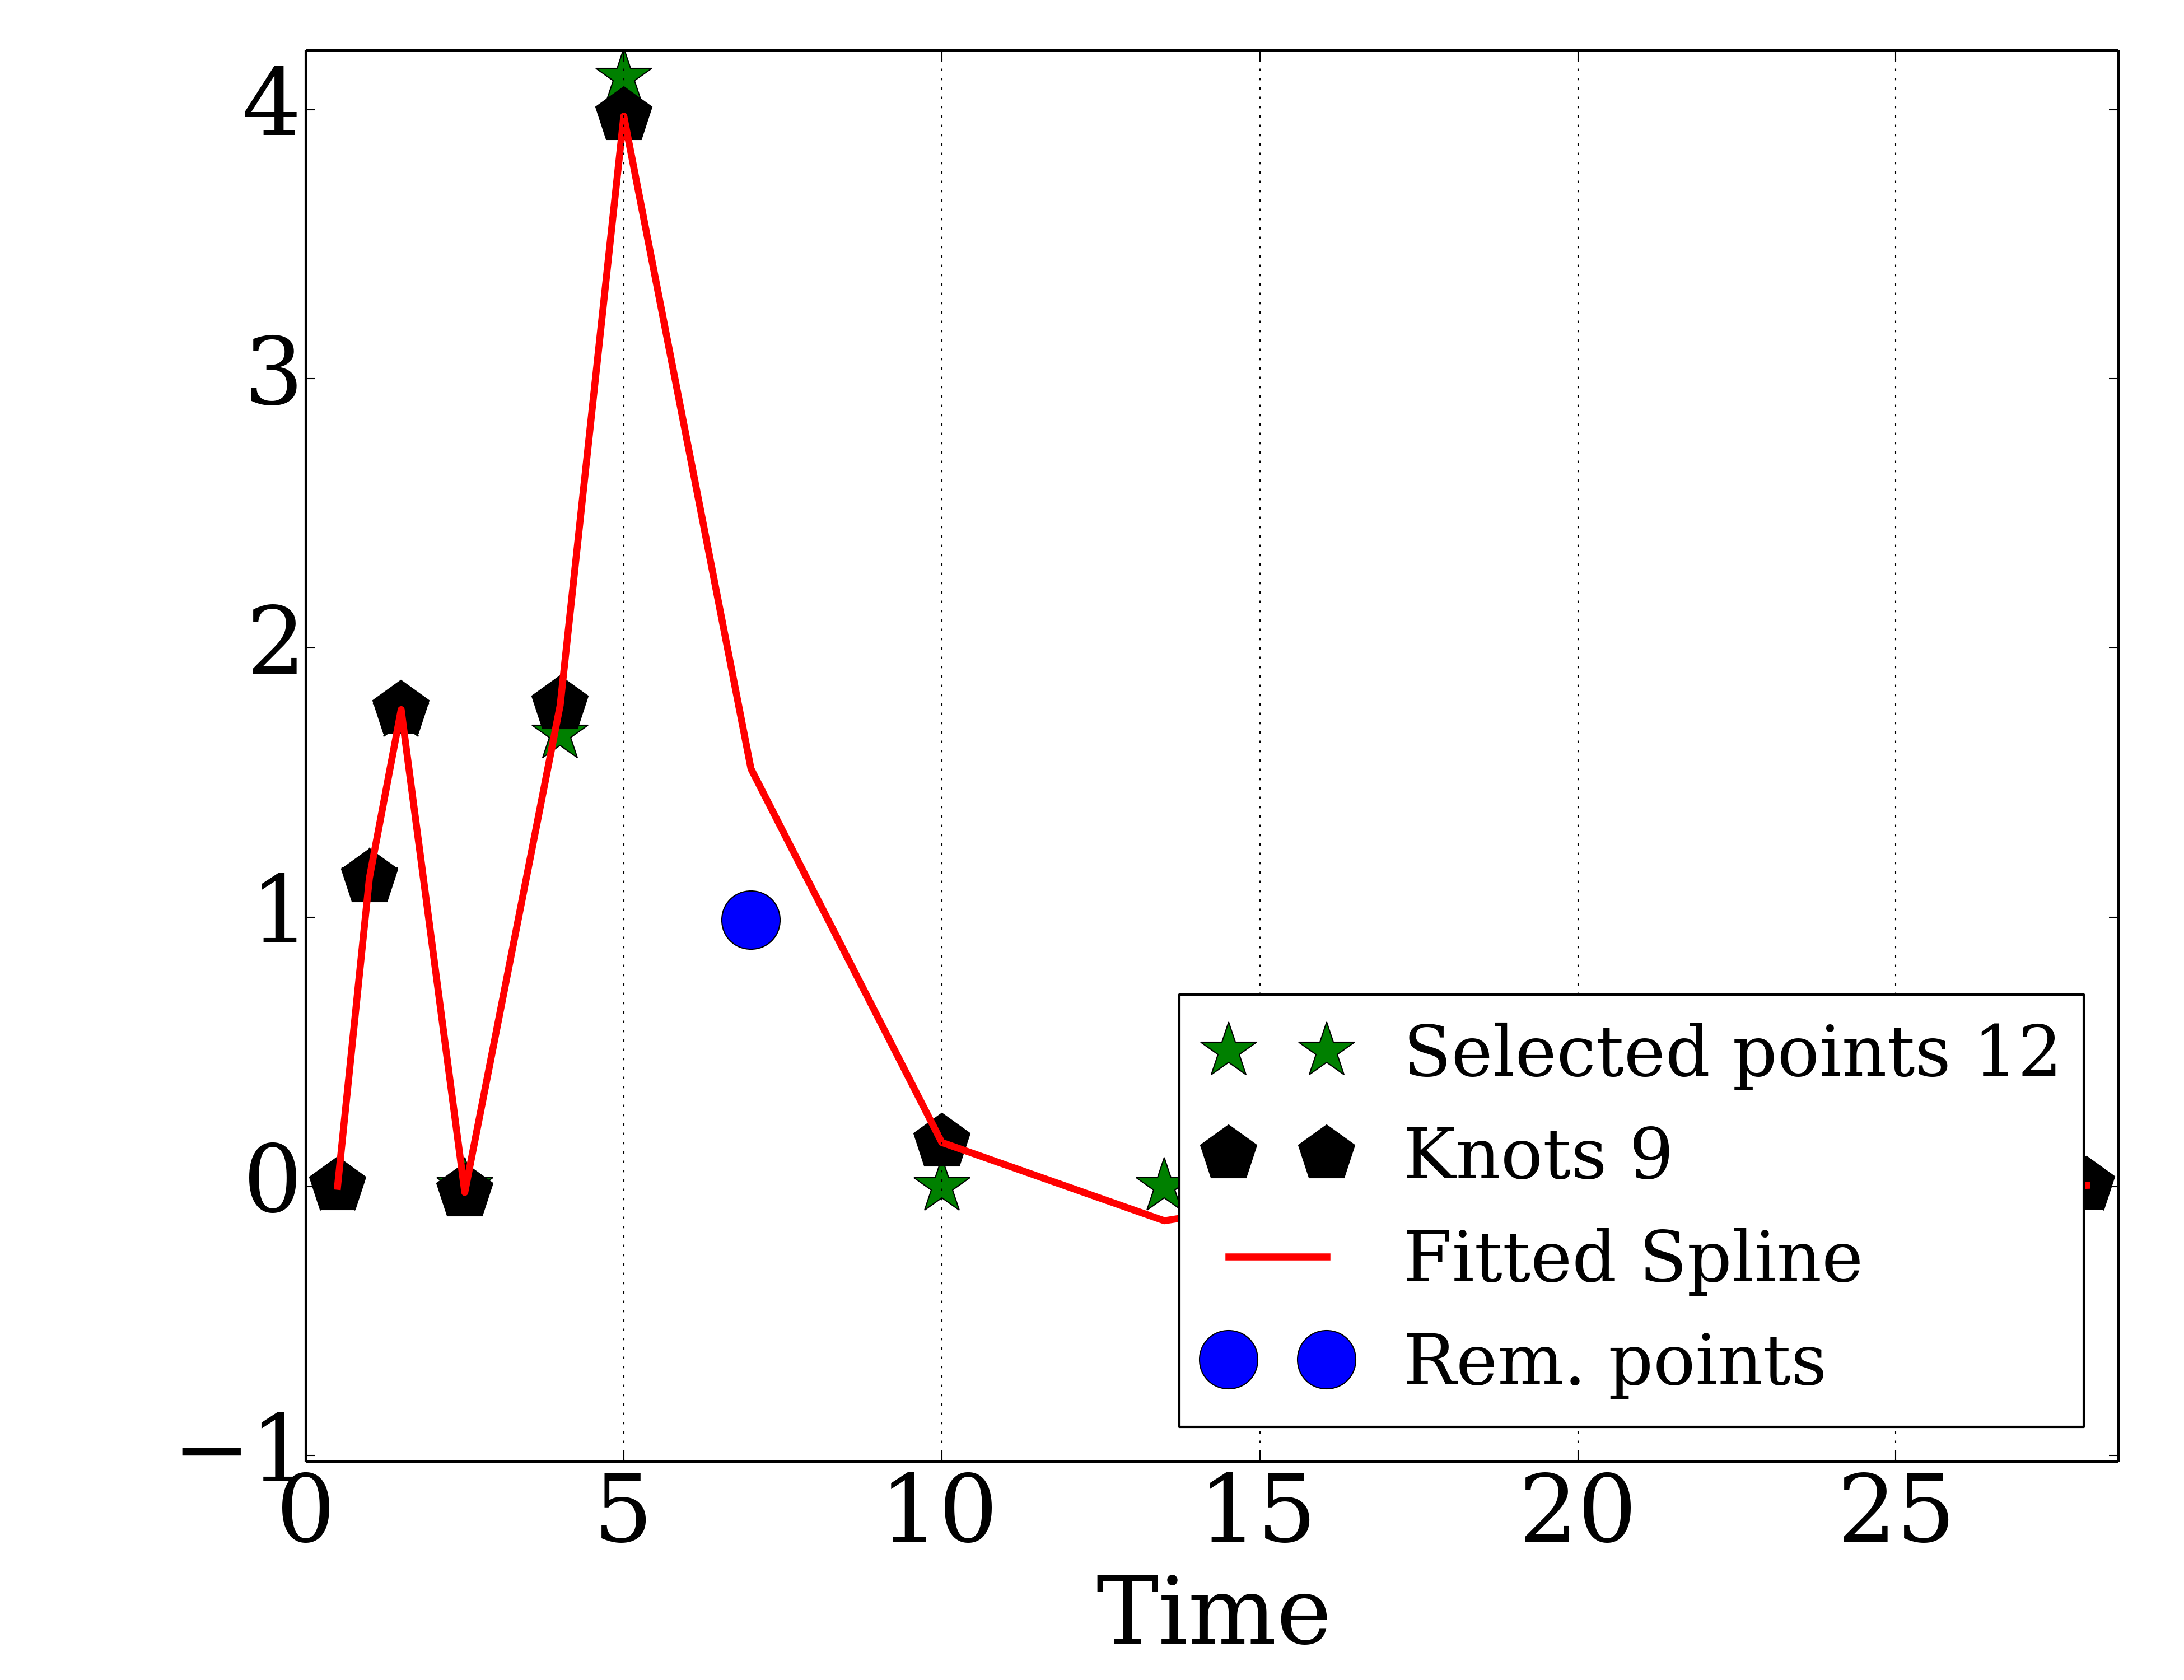 4
3
2
1
0
−1
Selected points 12
Knots 9
Fitted Spline
Rem. points
0 5 10 15 20 25
Time